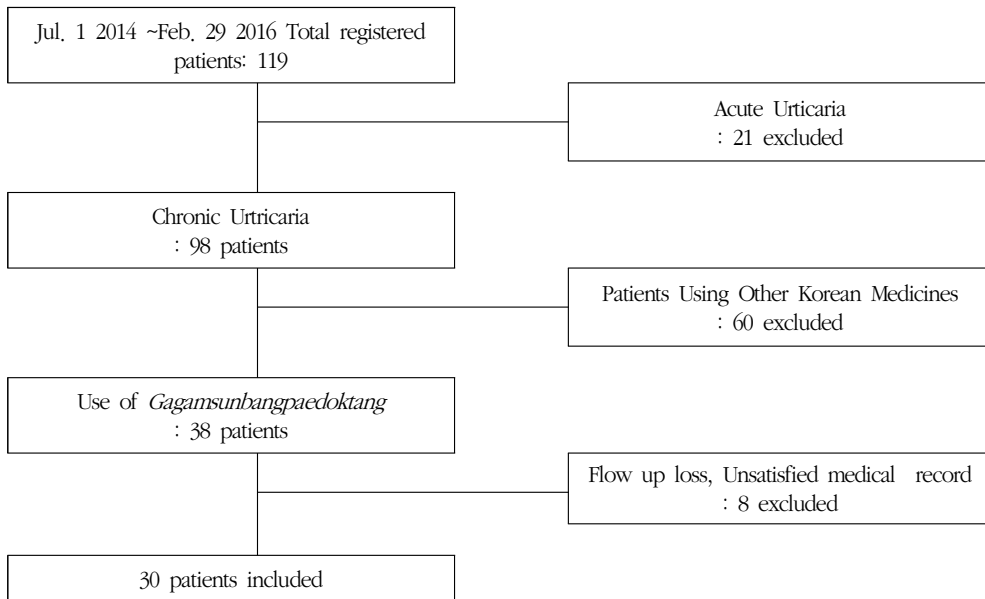 Jul. 1 2014 ~Feb. 29 2016 Total registered
patients: 119
Acute Urticaria
: 21 excluded
Chronic Urtricaria
: 98 patients
Patients Using Other Korean Medicines
: 60 excluded
Use of Gagamsunbangpaedoktang
: 38 patients
Flow up loss, Unsatisfied medical record
: 8 excluded
30 patients included